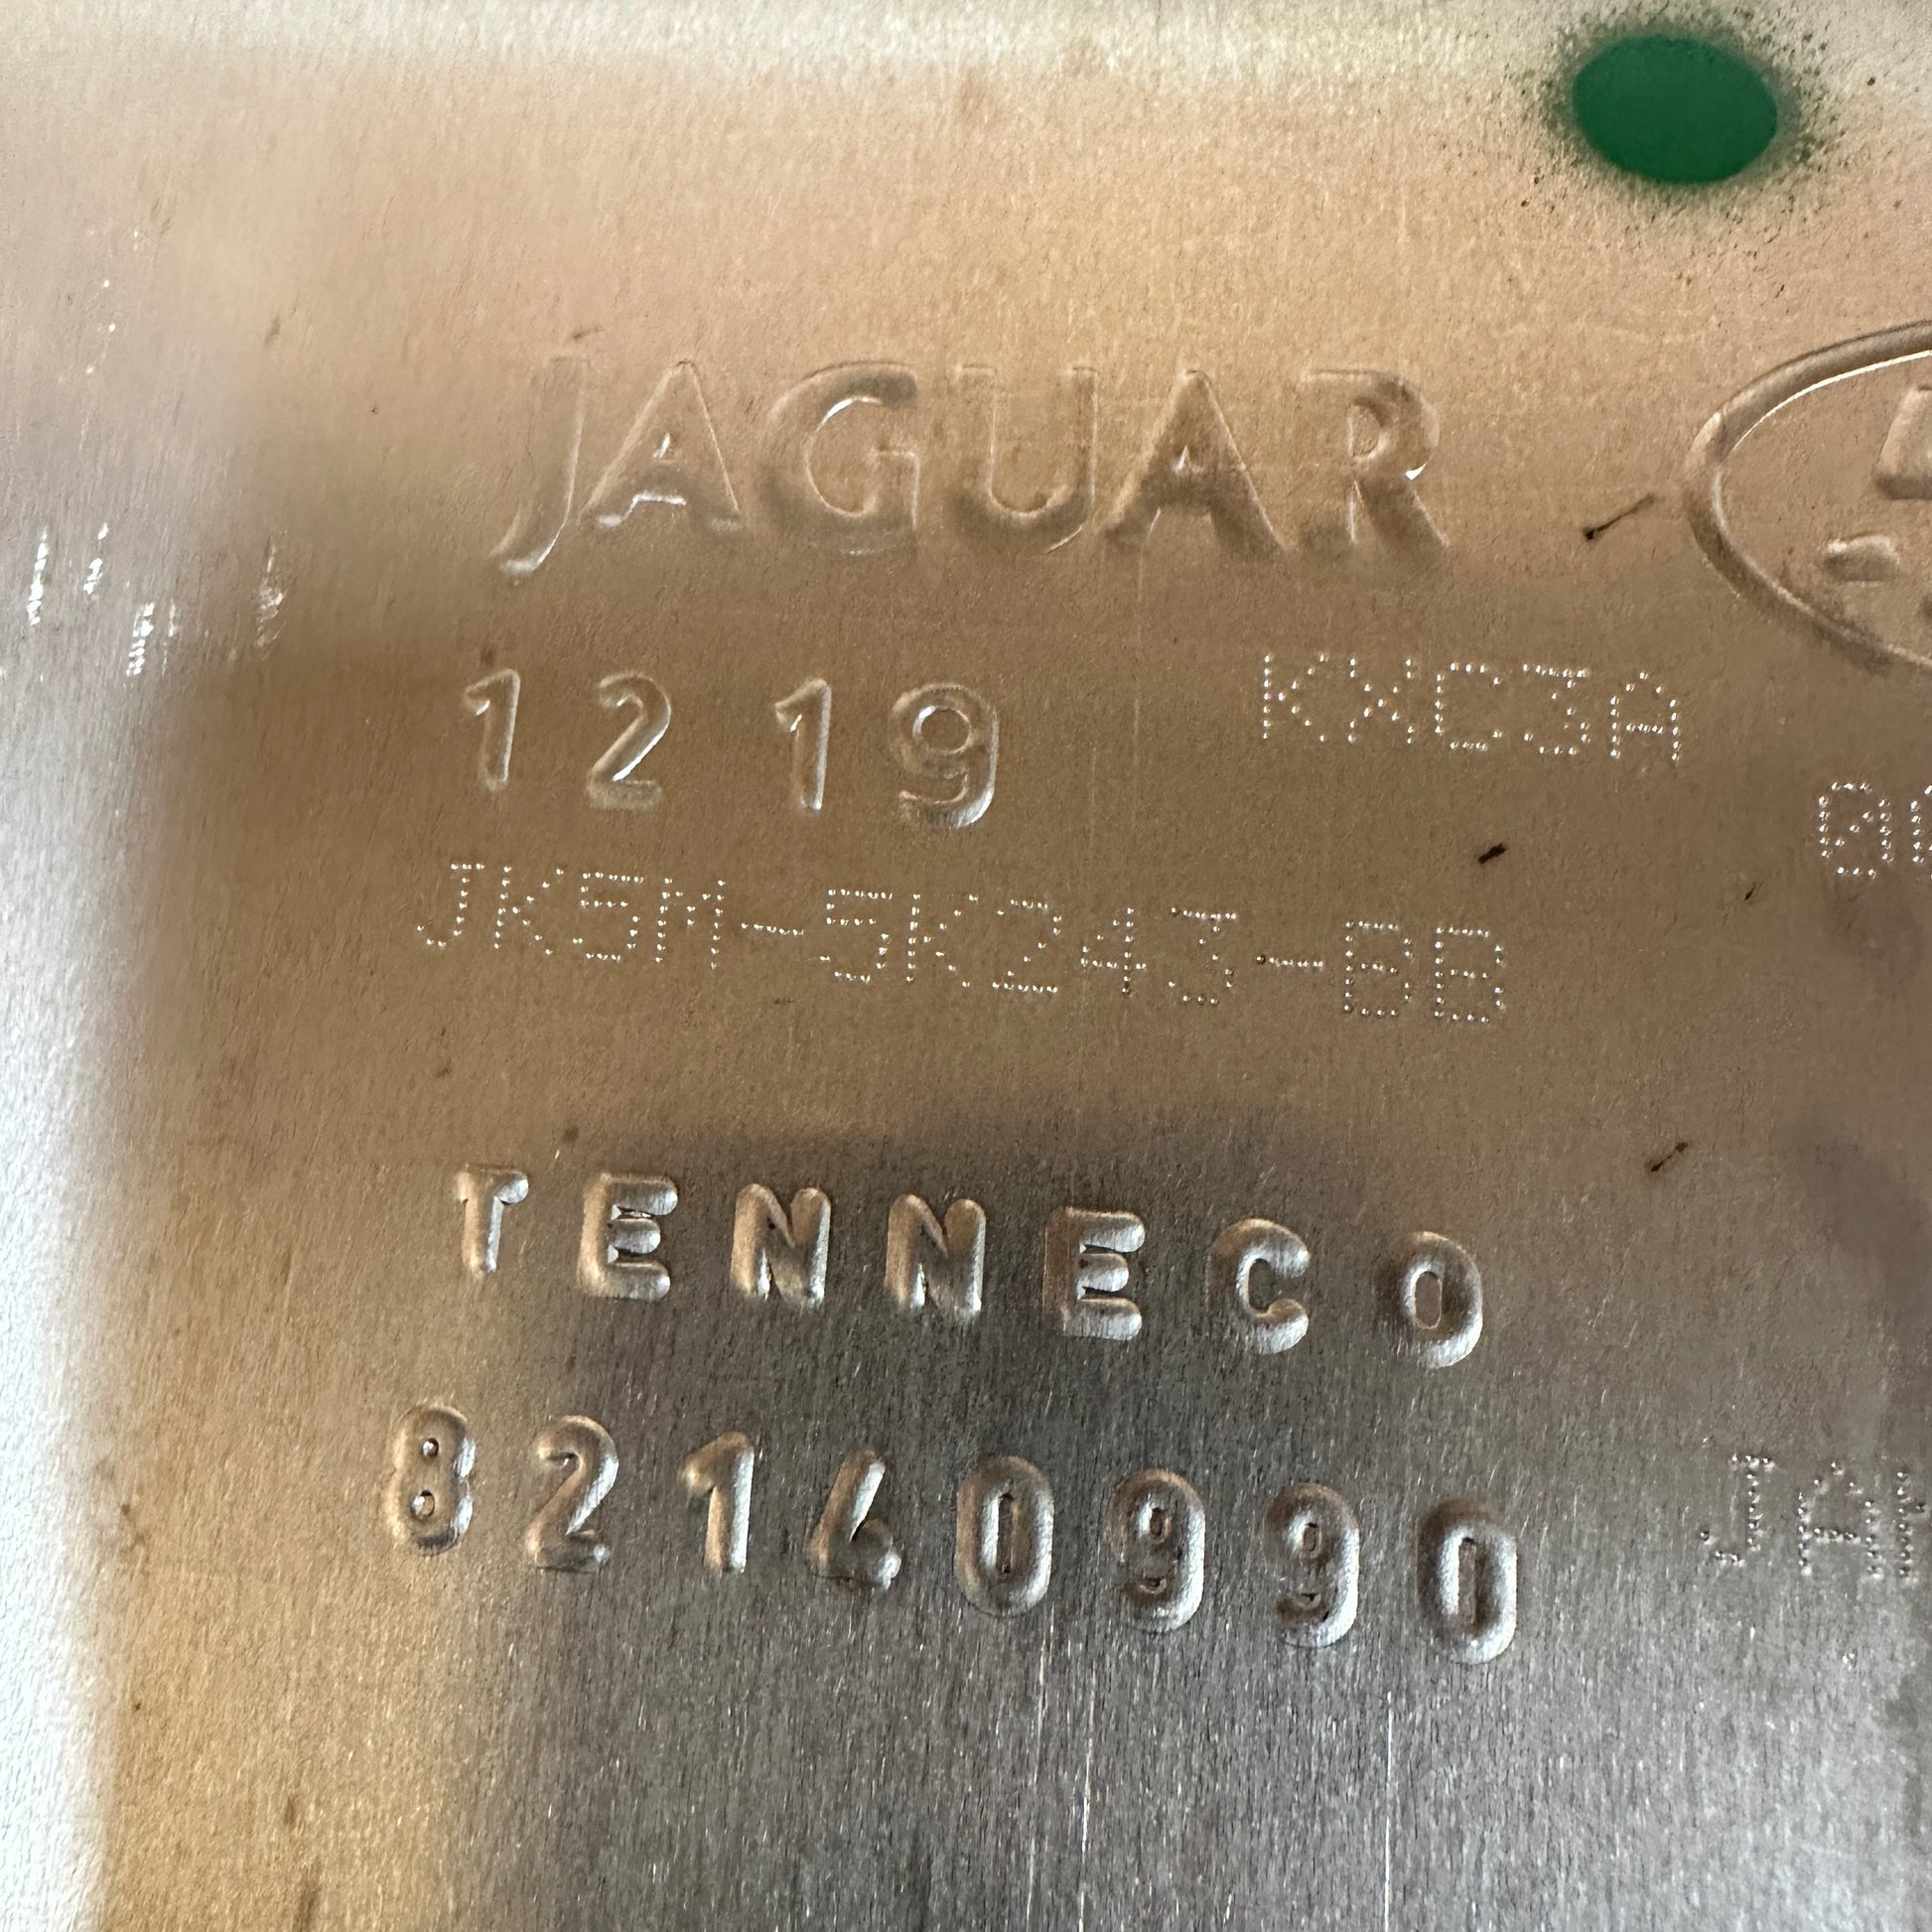 JAGUAR
1219
KXC3A
JK5M-5K243-BB
TENNECO
82140990